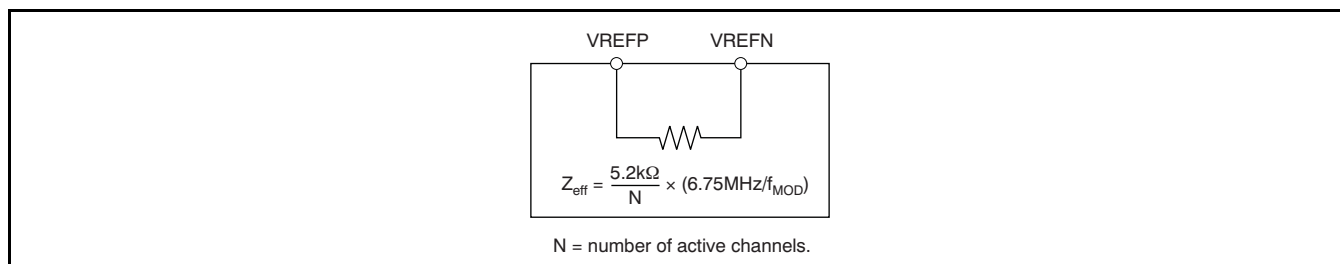 VREFP VREFN
Z_eff = 5.2kΩ/N × (6.75MHz/f_MOD)
N = number of active channels.